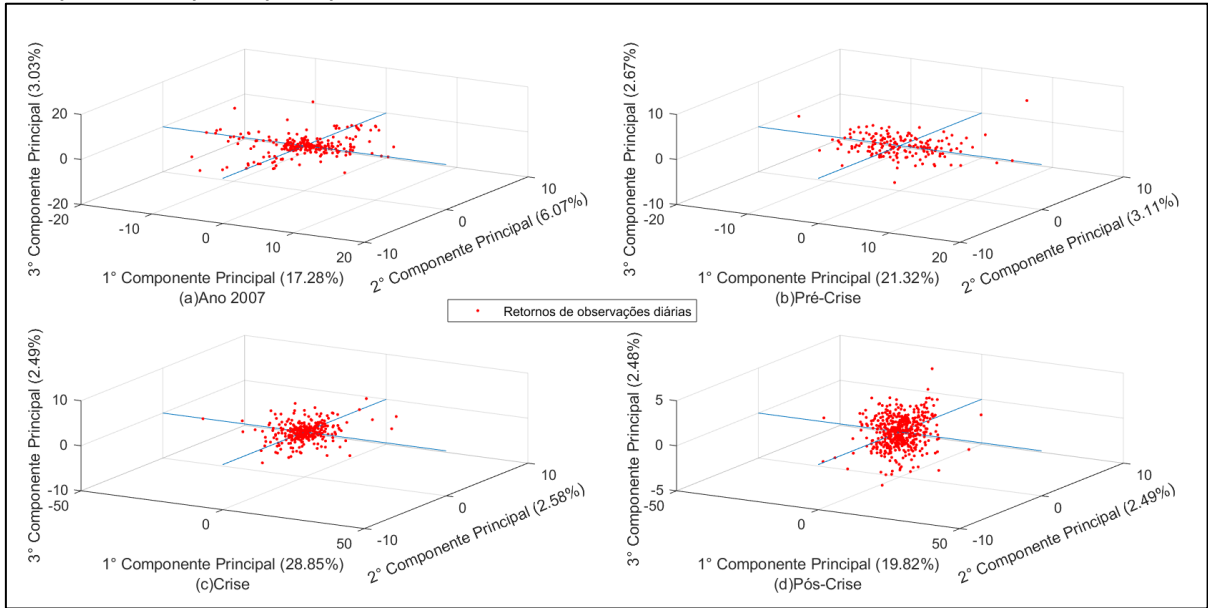 3° Componente Principal (3.03%)
20
0
-20
-20
-10
0
10
20
-10
0
10
1° Componente Principal (17.28%)
2° Componente Principal (6.07%)
(a)Ano 2007
3° Componente Principal (2.67%)
10
0
-10
-20
-10
0
10
20
-10
0
10
1° Componente Principal (21.32%)
2° Componente Principal (3.11%)
(b)Pré-Crise
Retornos de observações diárias
3° Componente Principal (2.49%)
10
0
-10
-50
0
50
-10
0
10
1° Componente Principal (28.85%)
2° Componente Principal (2.58%)
(c)Crise
3° Componente Principal (2.48%)
5
0
-5
-50
0
50
-10
0
10
1° Componente Principal (19.82%)
2° Componente Principal (2.49%)
(d)Pós-Crise